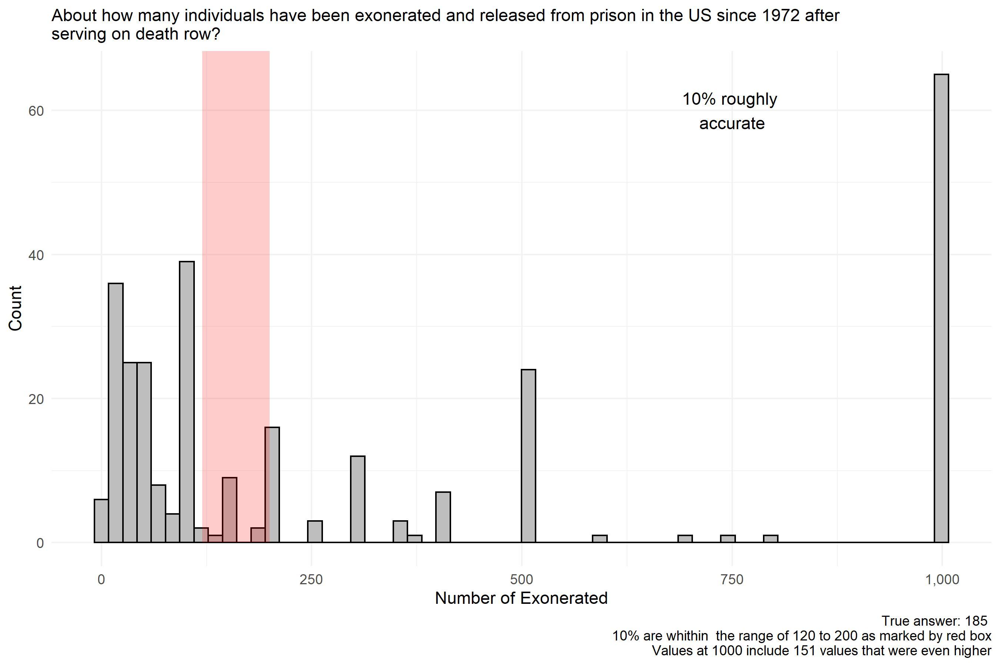 About how many individuals have been exonerated and released from prison in the US since 1972 after
serving on death row?
10% roughly
accurate
60
40
20
0
Count
0 250 500 750 1,000
Number of Exonerated
True answer: 185
10% are whithin  the range of 120 to 200 as marked by red box
Values at 1000 include 151 values that were even higher